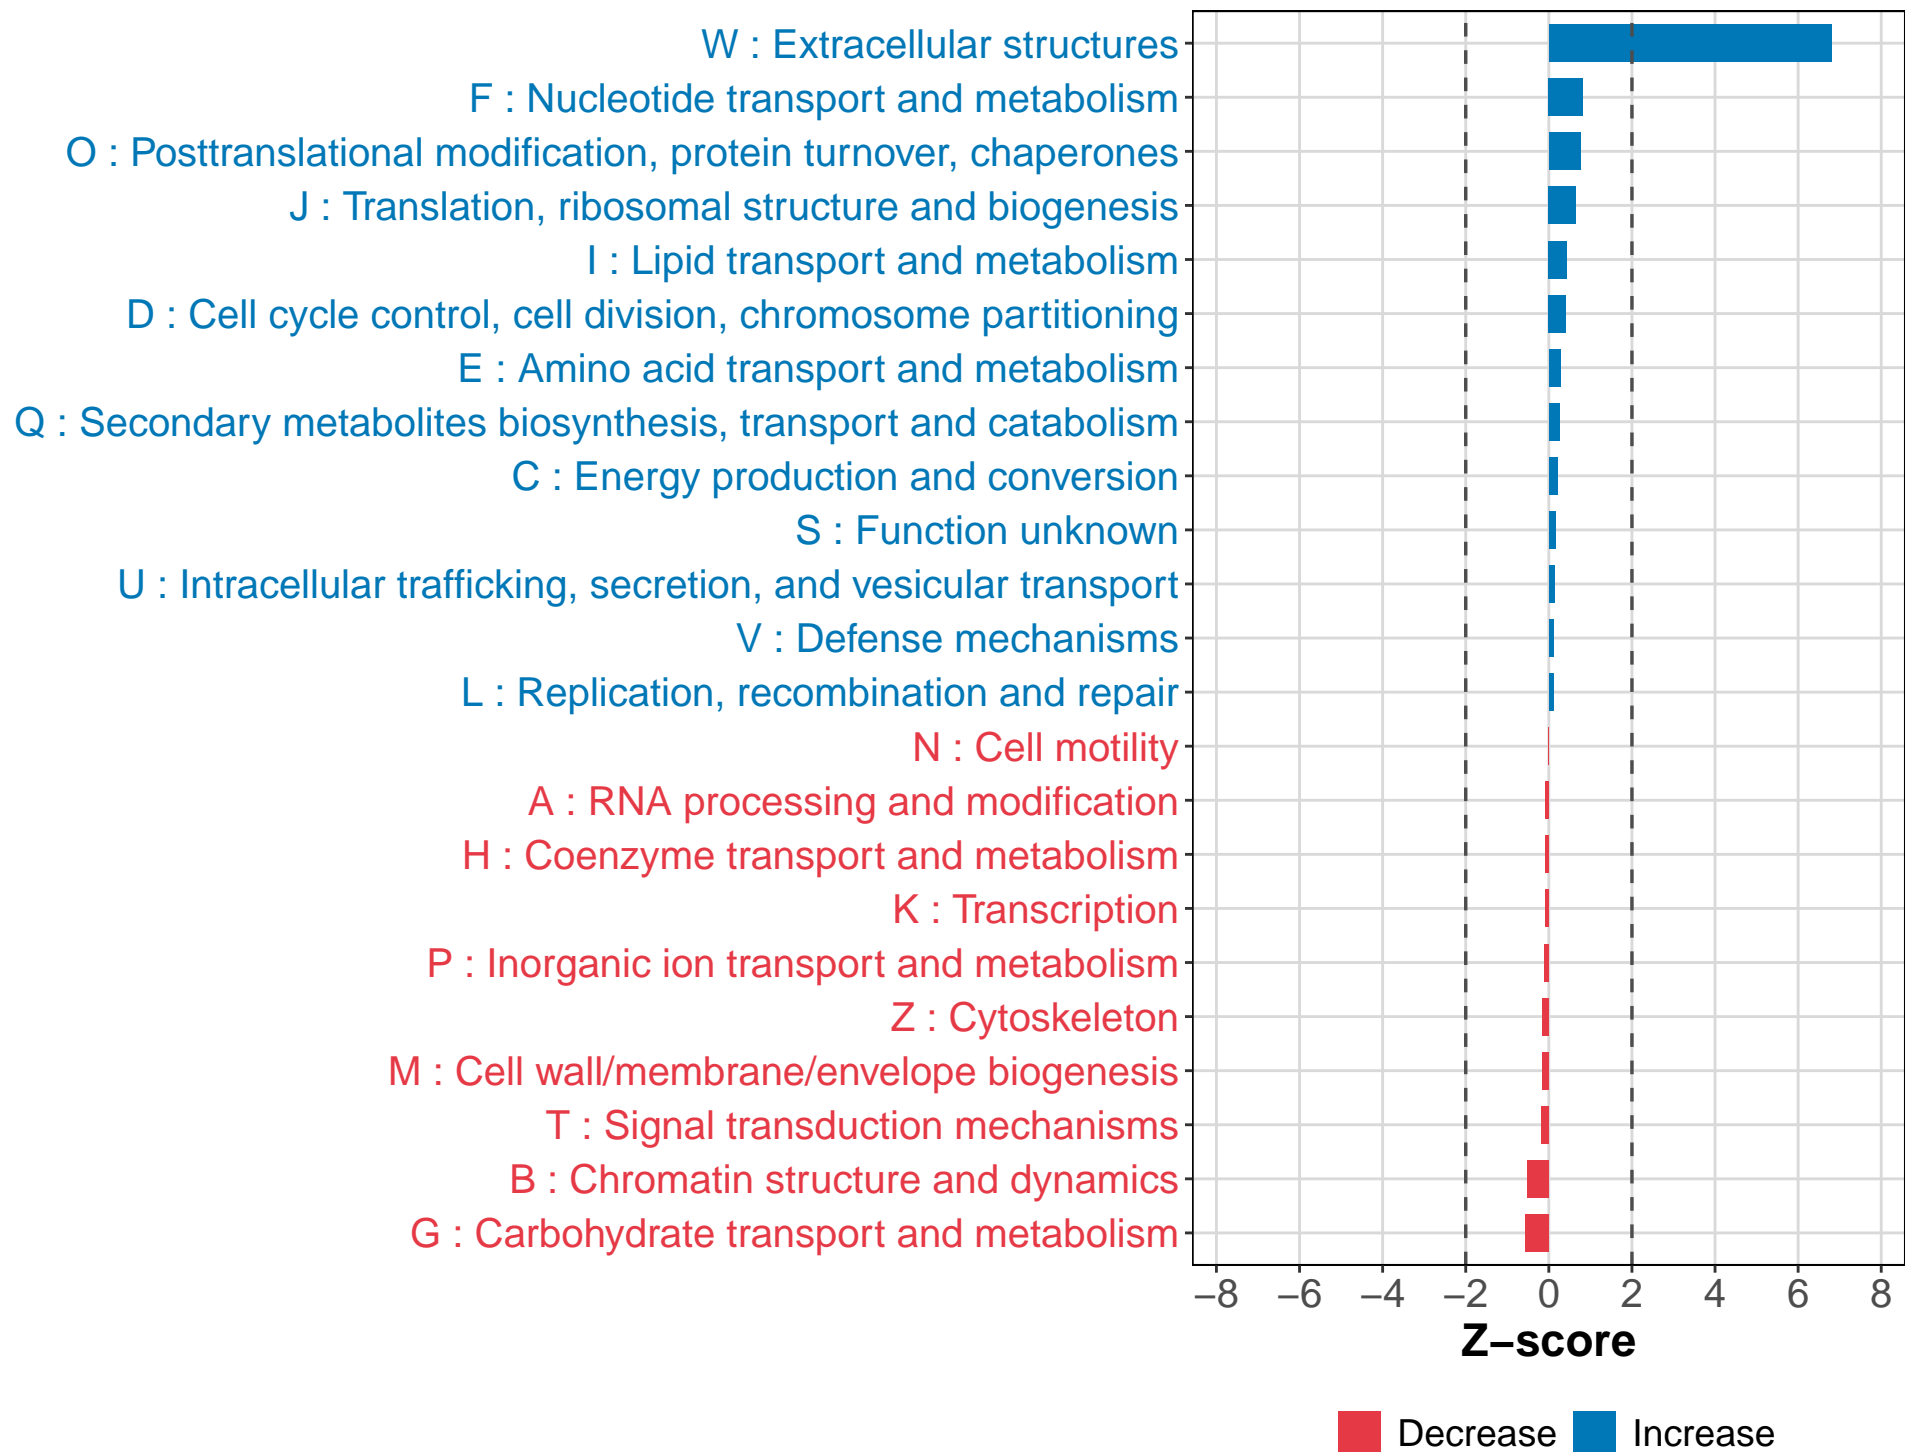 W : Extracellular structures
F : Nucleotide transport and metabolism
O : Posttranslational modification, protein turnover, chaperones
J : Translation, ribosomal structure and biogenesis
I : Lipid transport and metabolism
D : Cell cycle control, cell division, chromosome partitioning
E : Amino acid transport and metabolism
Q : Secondary metabolites biosynthesis, transport and catabolism
C : Energy production and conversion
S : Function unknown
U : Intracellular trafficking, secretion, and vesicular transport
V : Defense mechanisms
L : Replication, recombination and repair
N : Cell motility
A : RNA processing and modification
H : Coenzyme transport and metabolism
K : Transcription
P : Inorganic ion transport and metabolism
Z : Cytoskeleton
M : Cell wall/membrane/envelope biogenesis
T : Signal transduction mechanisms
B : Chromatin structure and dynamics
G : Carbohydrate transport and metabolism
−8 −6 −4 −2 0 2 4 6 8
Z−score
Decrease Increase